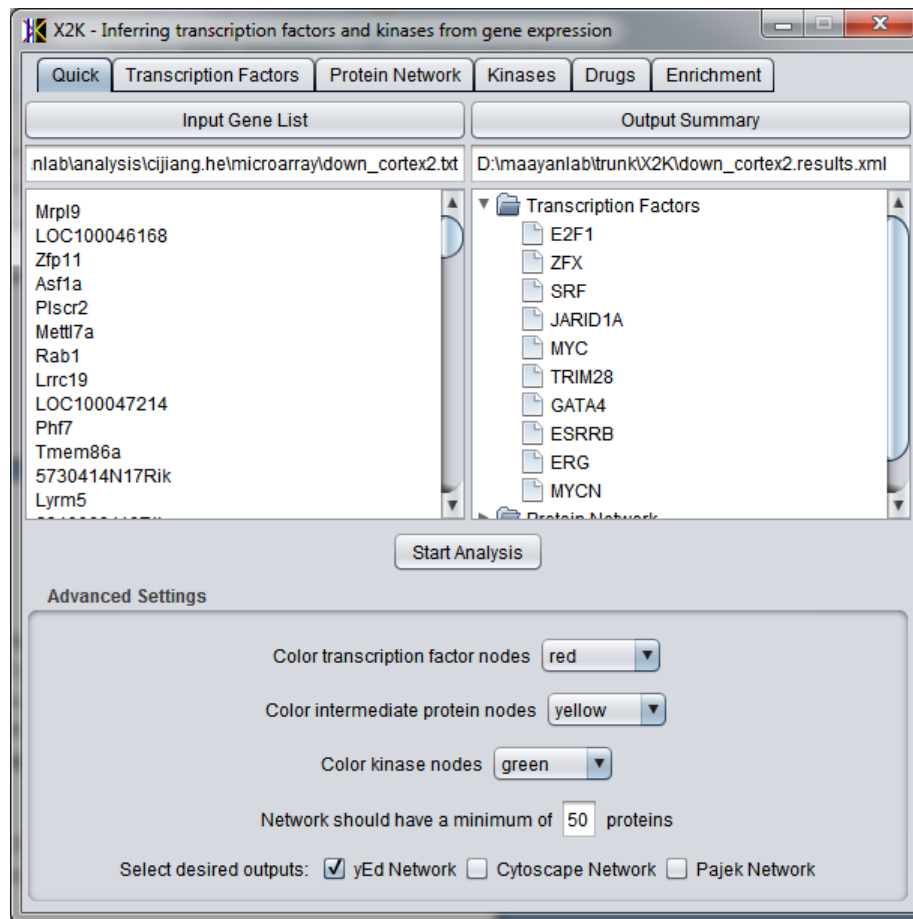 X2K - Inferring transcription factors and kinases from gene expression
Quick Transcription Factors Protein Network Kinases Drugs Enrichment
Input Gene List
Output Summary
.nlab\analysis\cijiang.he\microarray\down_cortex2.txt
D:\maayanlab\trunk\X2K\down_cortex2.results.xml
Mrpl9
LOC100046168
Zfp11
Asf1a
Plscr2
Mettl7a
Rab1
Lrrc19
LOC100047214
Phf7
Tmem86a
5730414N17Rik
Lyrm5
Transcription Factors
E2F1
ZFX
SRF
JARID1A
MYC
TRIM28
GATA4
ESRRB
ERG
MYCN
Protein Network
Start Analysis
Advanced Settings
Color transcription factor nodes red
Color intermediate protein nodes yellow
Color kinase nodes green
Network should have a minimum of 50 proteins
Select desired outputs: yEd Network Cytoscape Network Pajek Network